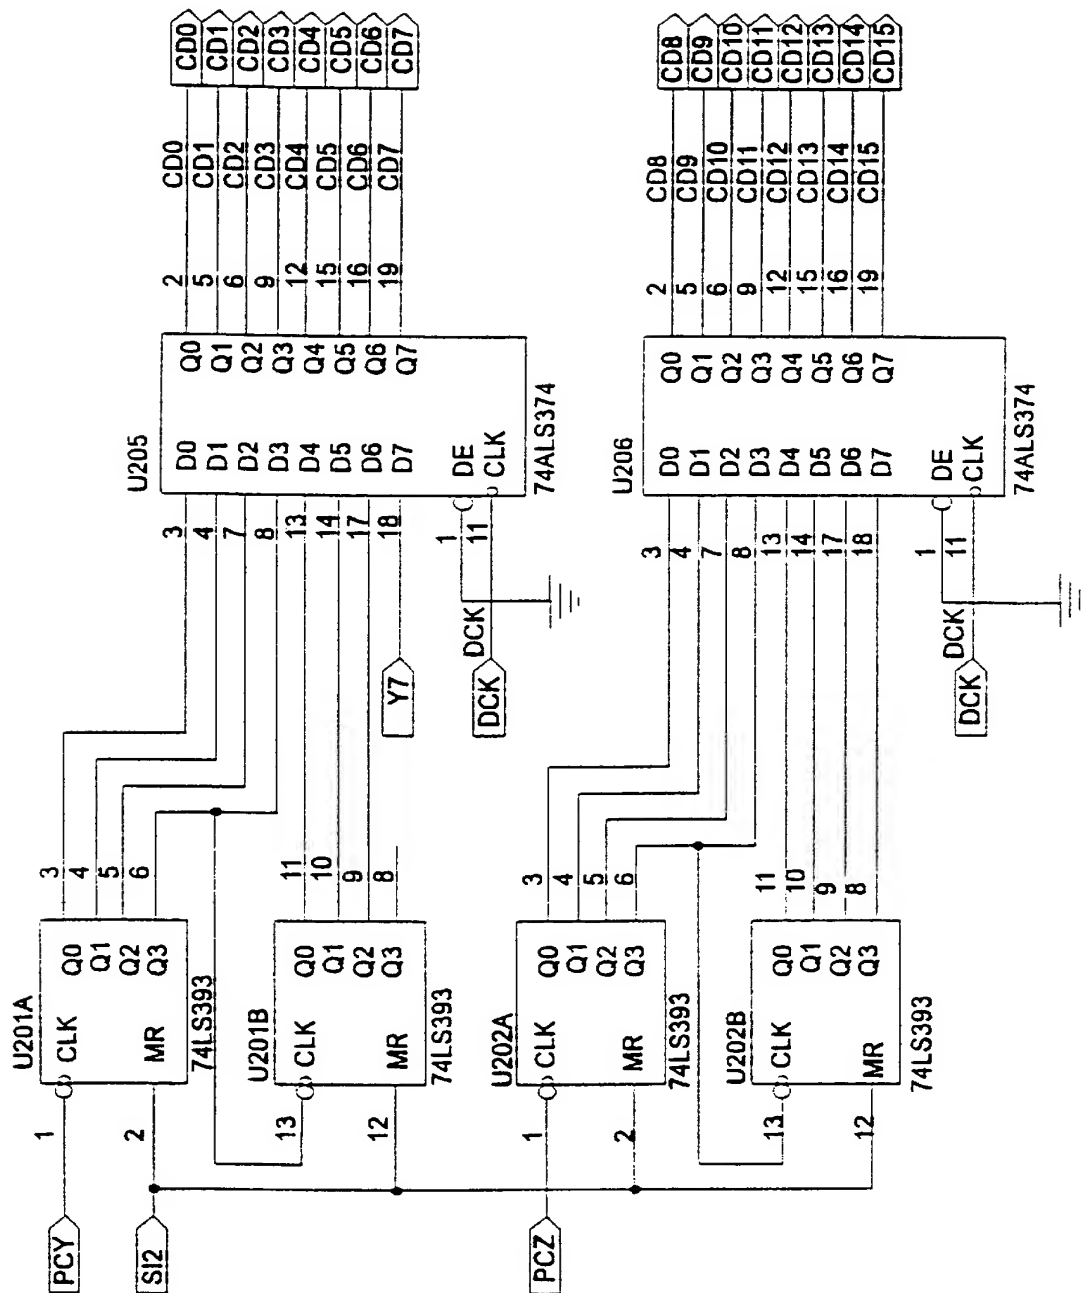 PCY
SI2
PCZ
1
2
13
12
1
2
13
12
U201A
CLK
MR
Q0
Q1
Q2
Q3
74LS393
3
4
5
6
U201B
CLK
MR
Q0
Q1
Q2
Q3
74LS393
11
10
9
8
U202A
CLK
MR
Q0
Q1
Q2
Q3
74LS393
3
4
5
6
U202B
CLK
MR
Q0
Q1
Q2
Q3
74LS393
11
10
9
8
Y7
DCK
DCK
3
4
7
8
13
14
17
18
1
11
U205
D0
D1
D2
D3
D4
D5
D6
D7
DE
CLK
Q0
Q1
Q2
Q3
Q4
Q5
Q6
Q7
74ALS374
2
5
6
9
12
15
16
19
CD0
CD1
CD2
CD3
CD4
CD5
CD6
CD7
CD0
CD1
CD2
CD3
CD4
CD5
CD6
CD7
DCK
DCK
3
4
7
8
13
14
17
18
1
11
U206
D0
D1
D2
D3
D4
D5
D6
D7
DE
CLK
Q0
Q1
Q2
Q3
Q4
Q5
Q6
Q7
74ALS374
2
5
6
9
12
15
16
19
CD8
CD9
CD10
CD11
CD12
CD13
CD14
CD15
CD8
CD9
CD10
CD11
CD12
CD13
CD14
CD15